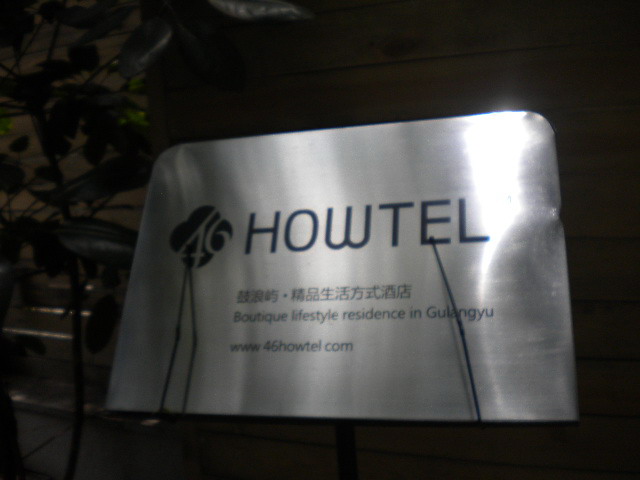 46 HOWTEL
鼓浪屿·精品生活方式酒店
Boutique lifestyle residence in Gulangyu
www.46howtel.com